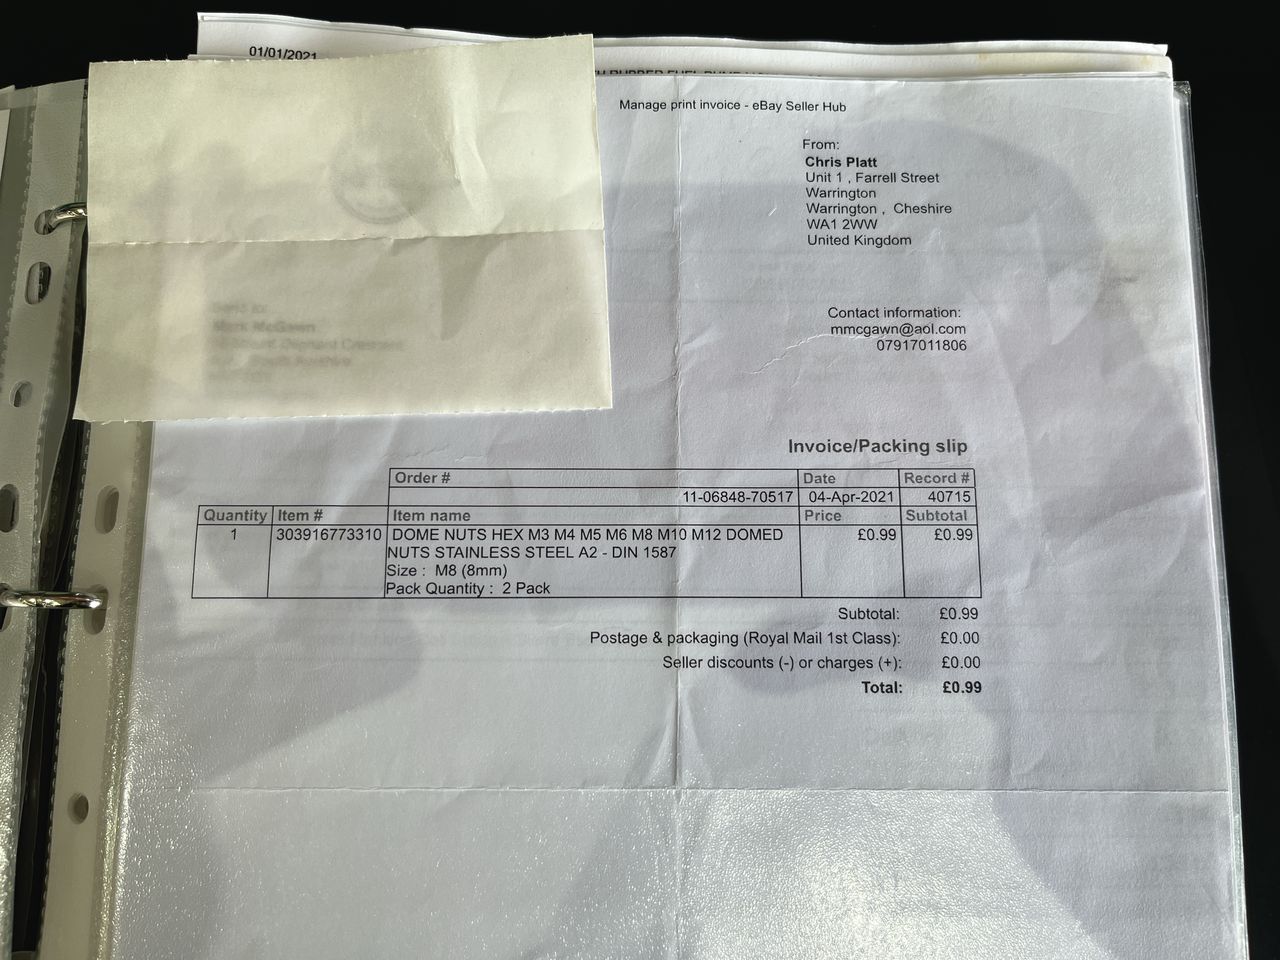 01/01/2021
Manage print invoice - eBay Seller Hub
From:
Chris Platt
Unit 1 , Farrell Street
Warrington
Warrington , Cheshire
WA1 2WW
United Kingdom
Contact information:
mmcgawn@aol.com
07917011806
Invoice/Packing slip
Order # Date Record #
11-06848-70517 04-Apr-2021 40715
Quantity Item # Item name Price Subtotal
1 303916773310 DOME NUTS HEX M3 M4 M5 M6 M8 M10 M12 DOMED £0.99 £0.99
NUTS STAINLESS STEEL A2 - DIN 1587
Size : M8 (8mm)
Pack Quantity : 2 Pack
Subtotal: £0.99
Postage & packaging (Royal Mail 1st Class): £0.00
Seller discounts (-) or charges (+): £0.00
Total: £0.99